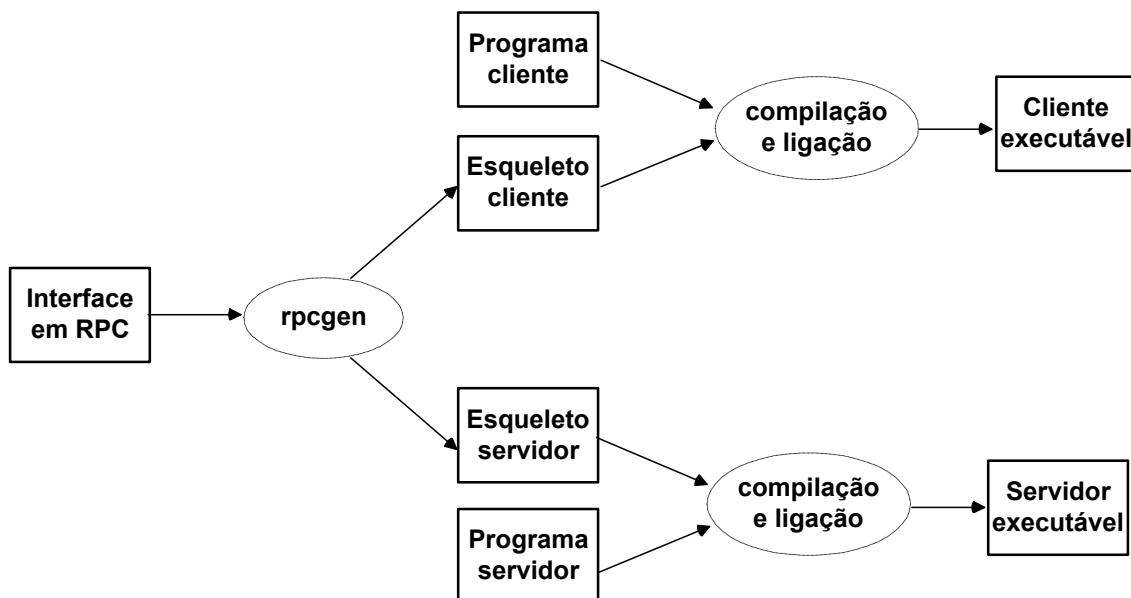 Programa
cliente
compilação
e ligação
Cliente
executável
Esqueleto
cliente
Interface
em RPC
rpcgen
Esqueleto
servidor
compilação
e ligação
Servidor
executável
Programa
servidor